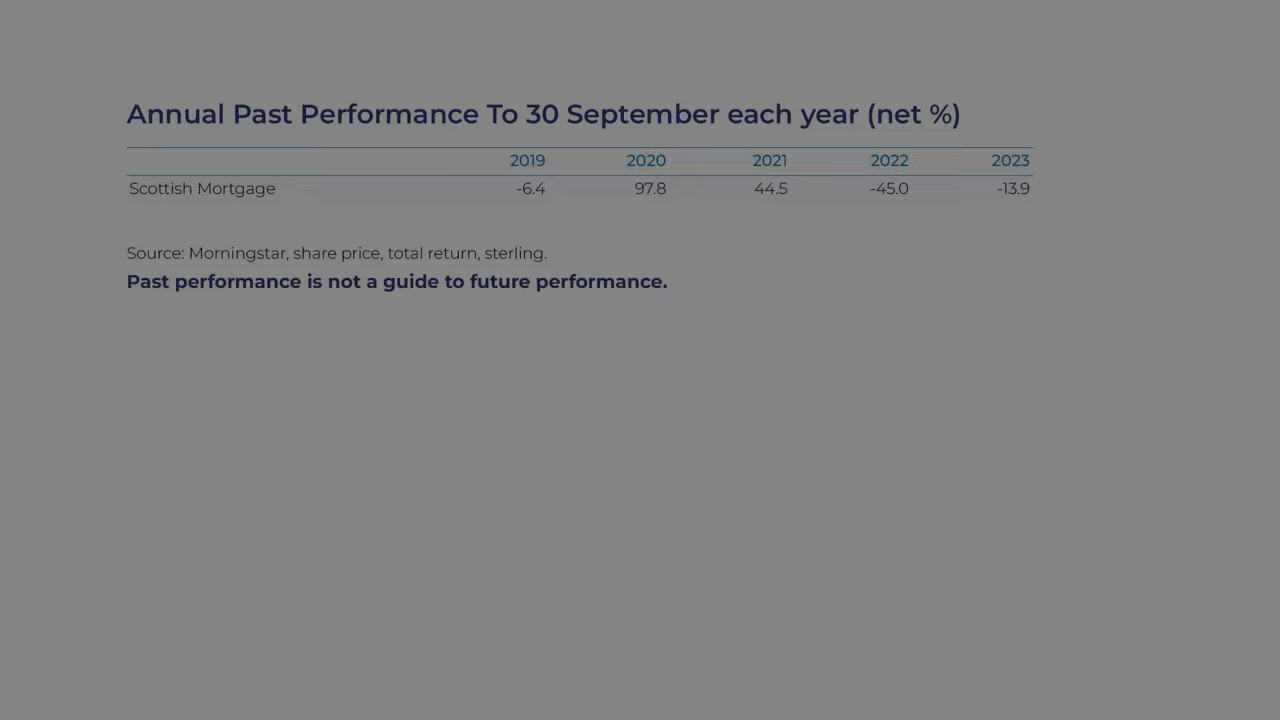 Annual Past Performance To 30 September each year (net %)
2019 2020 2021 2022 2023
Scottish Mortgage -6.4 97.8 44.5 -45.0 -13.9
Source: Morningstar, share price, total return, sterling.
Past performance is not a guide to future performance.